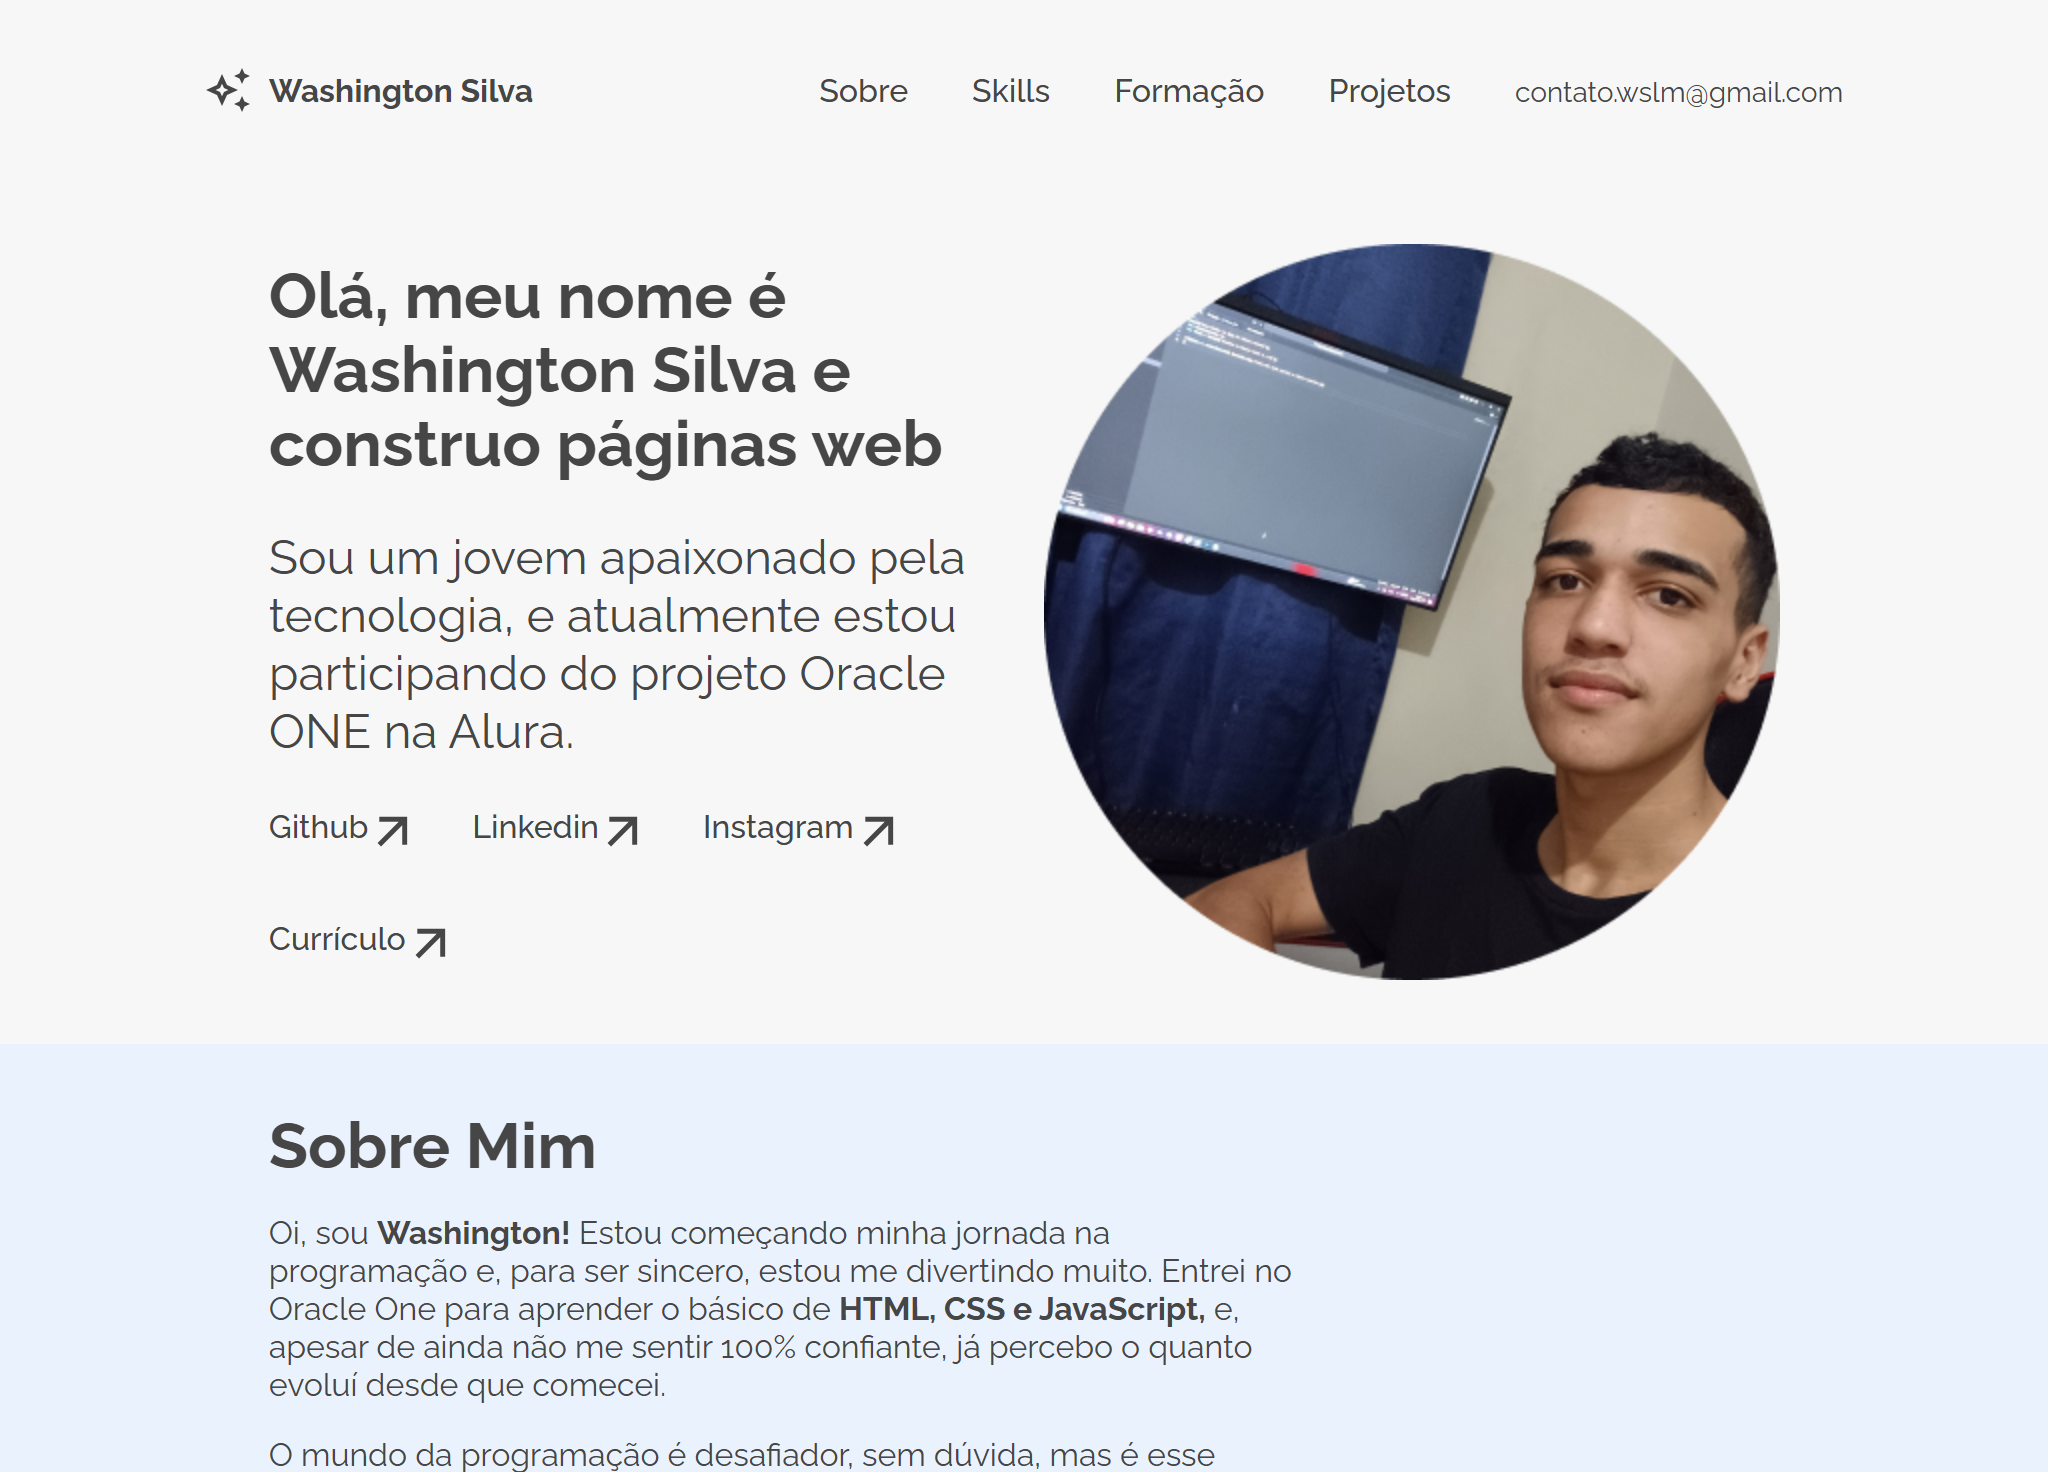 Washington Silva
Sobre
Skills
Formação
Projetos
contato.wslm@gmail.com
Olá, meu nome é
Washington Silva e
construo páginas web
Sou um jovem apaixonado pela
tecnologia, e atualmente estou
participando do projeto Oracle
ONE na Alura.
Github
Linkedin
Instagram
Currículo
Sobre Mim
Oi, sou Washington! Estou começando minha jornada na
programação e, para ser sincero, estou me divertindo muito. Entrei no
Oracle One para aprender o básico de HTML, CSS e JavaScript, e,
apesar de ainda não me sentir 100% confiante, já percebo o quanto
evoluí desde que comecei.
O mundo da programação é desafiador, sem dúvida, mas é esse